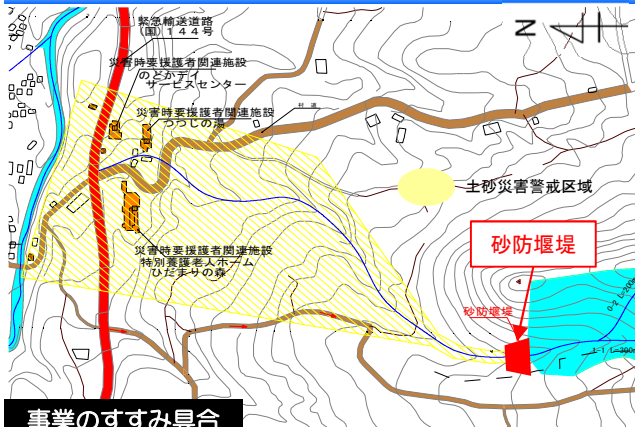 緊急輸送道路
(国)144号
災害時要援護者関連施設
のどかデイ
サービスセンター
災害時要援護者関連施設
つつじの湯
村道
N
土砂災害警戒区域
砂防堰堤
災害時要援護者関連施設
特別養護老人ホーム
ひだまりの森
砂防堰堤
0-2 L=200m
L-1 L=300m
事業のすすみ具合